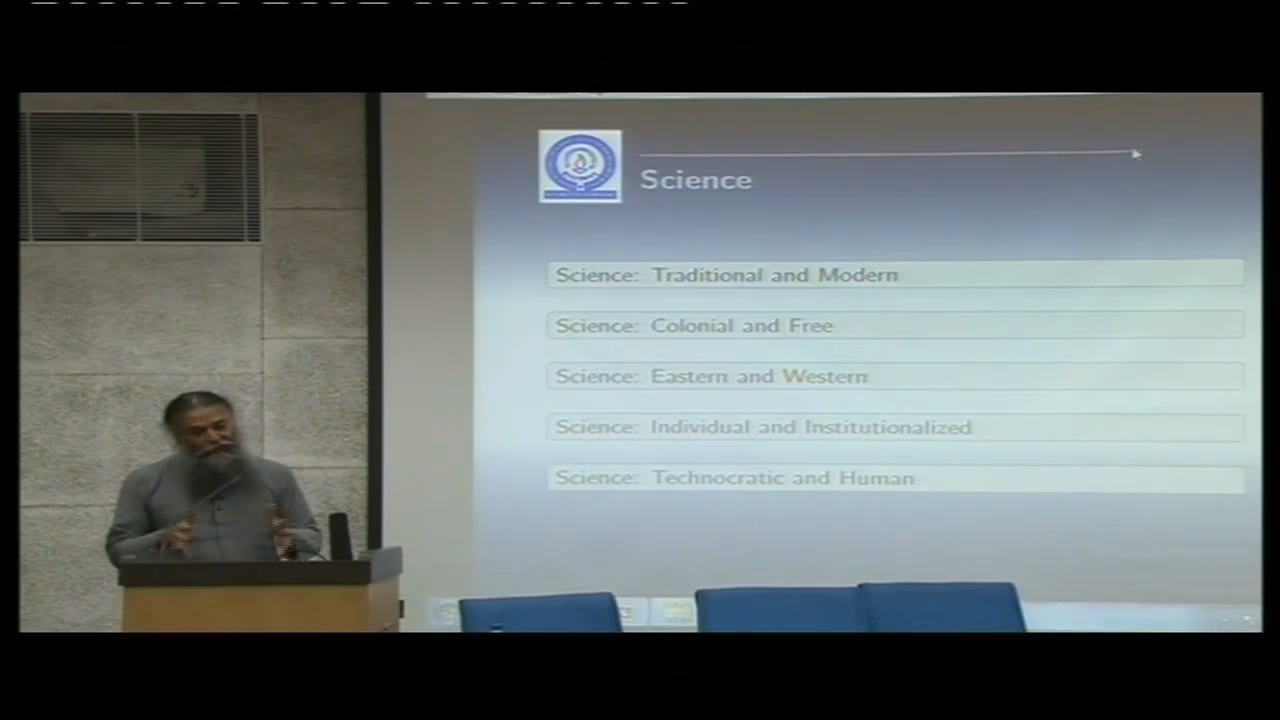 Science
Science: Traditional and Modern
Science: Colonial and Free
Science: Eastern and Western
Science: Individual and Institutionalized
Science: Technocratic and Human